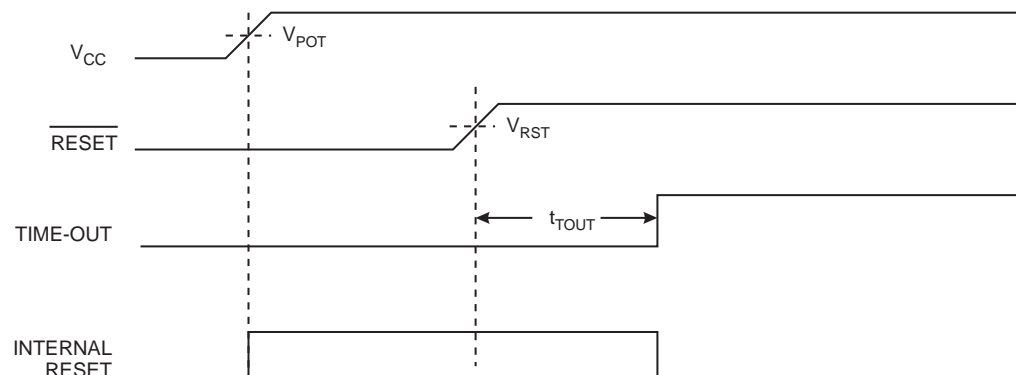 V_CC
V_POT
RESET
V_RST
TIME-OUT
t_TOUT
INTERNAL
RESET